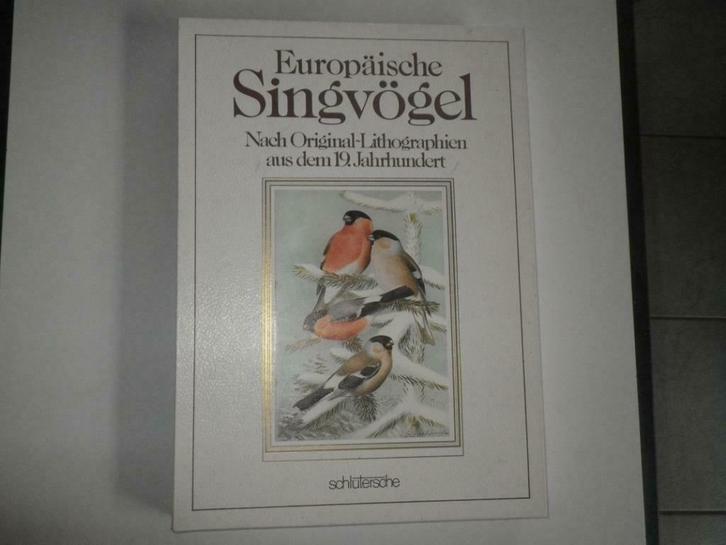 Europäische
Singvögel
Nach Original-Lithographien
aus dem 19. Jahrhundert
schlütersche